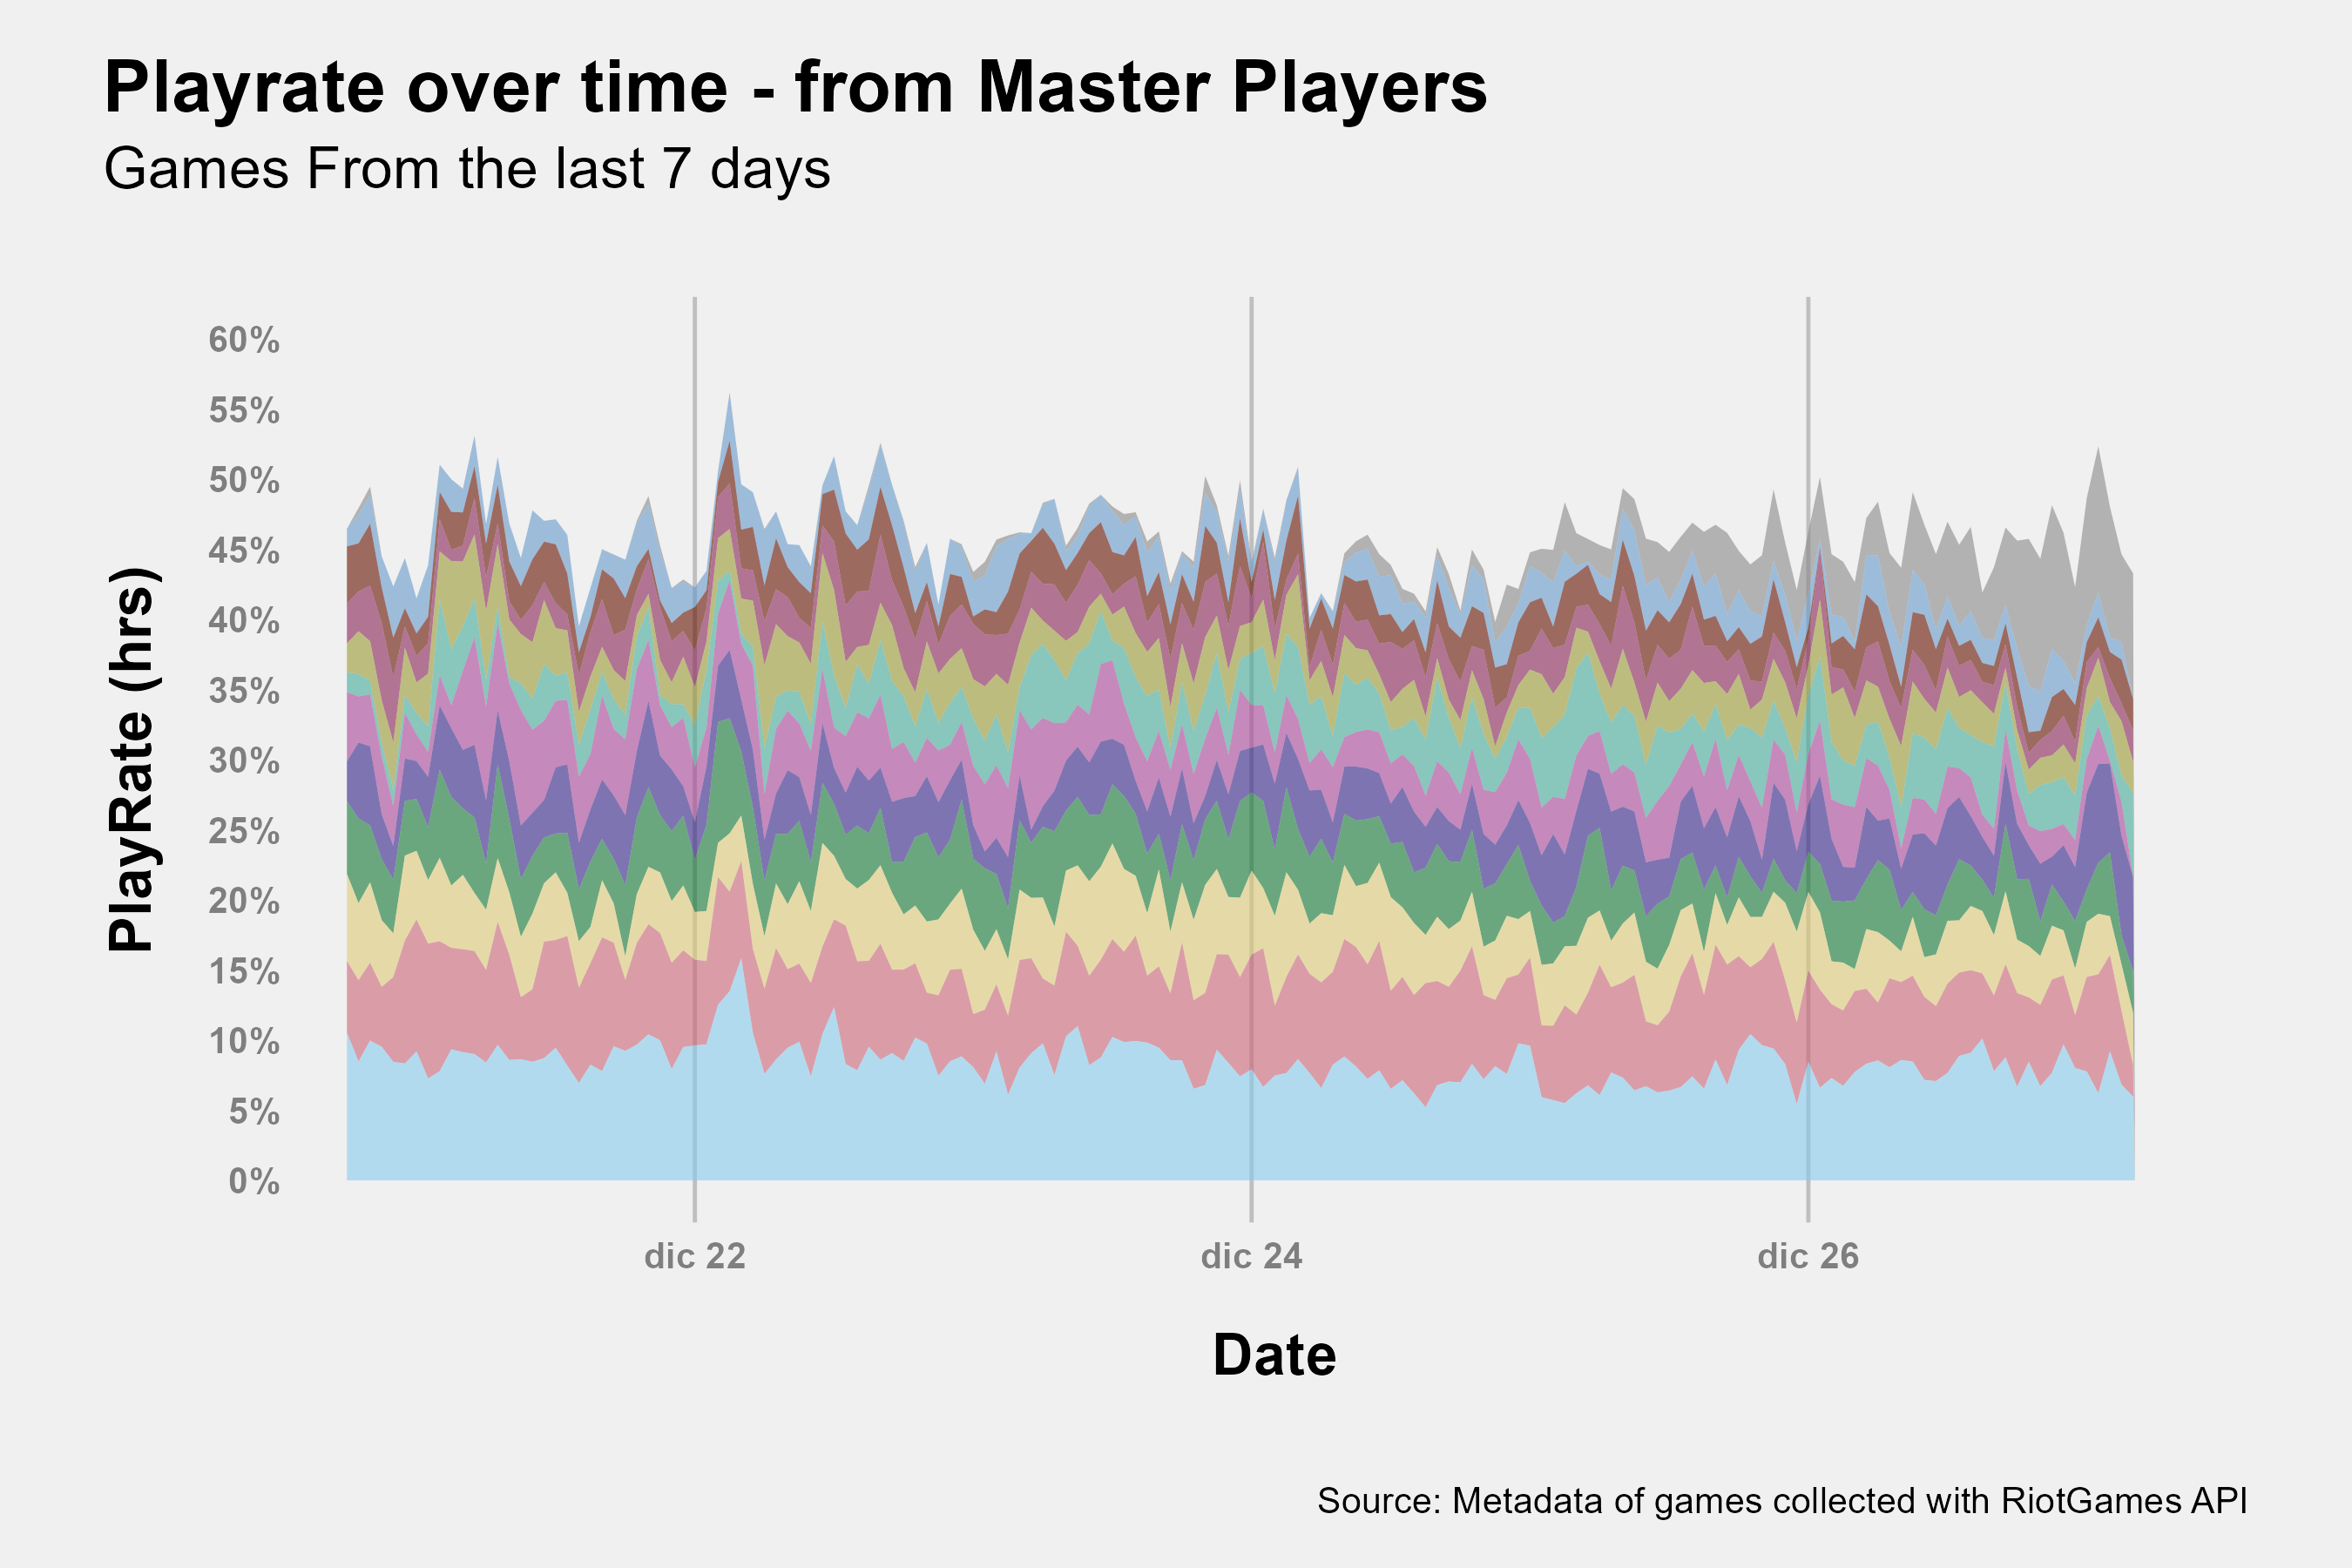 Playrate over time - from Master Players
Games From the last 7 days
PlayRate (hrs)
60%
55%
50%
45%
40%
35%
30%
25%
20%
15%
10%
5%
0%
dic 22
dic 24
dic 26
Date
Source: Metadata of games collected with RiotGames API